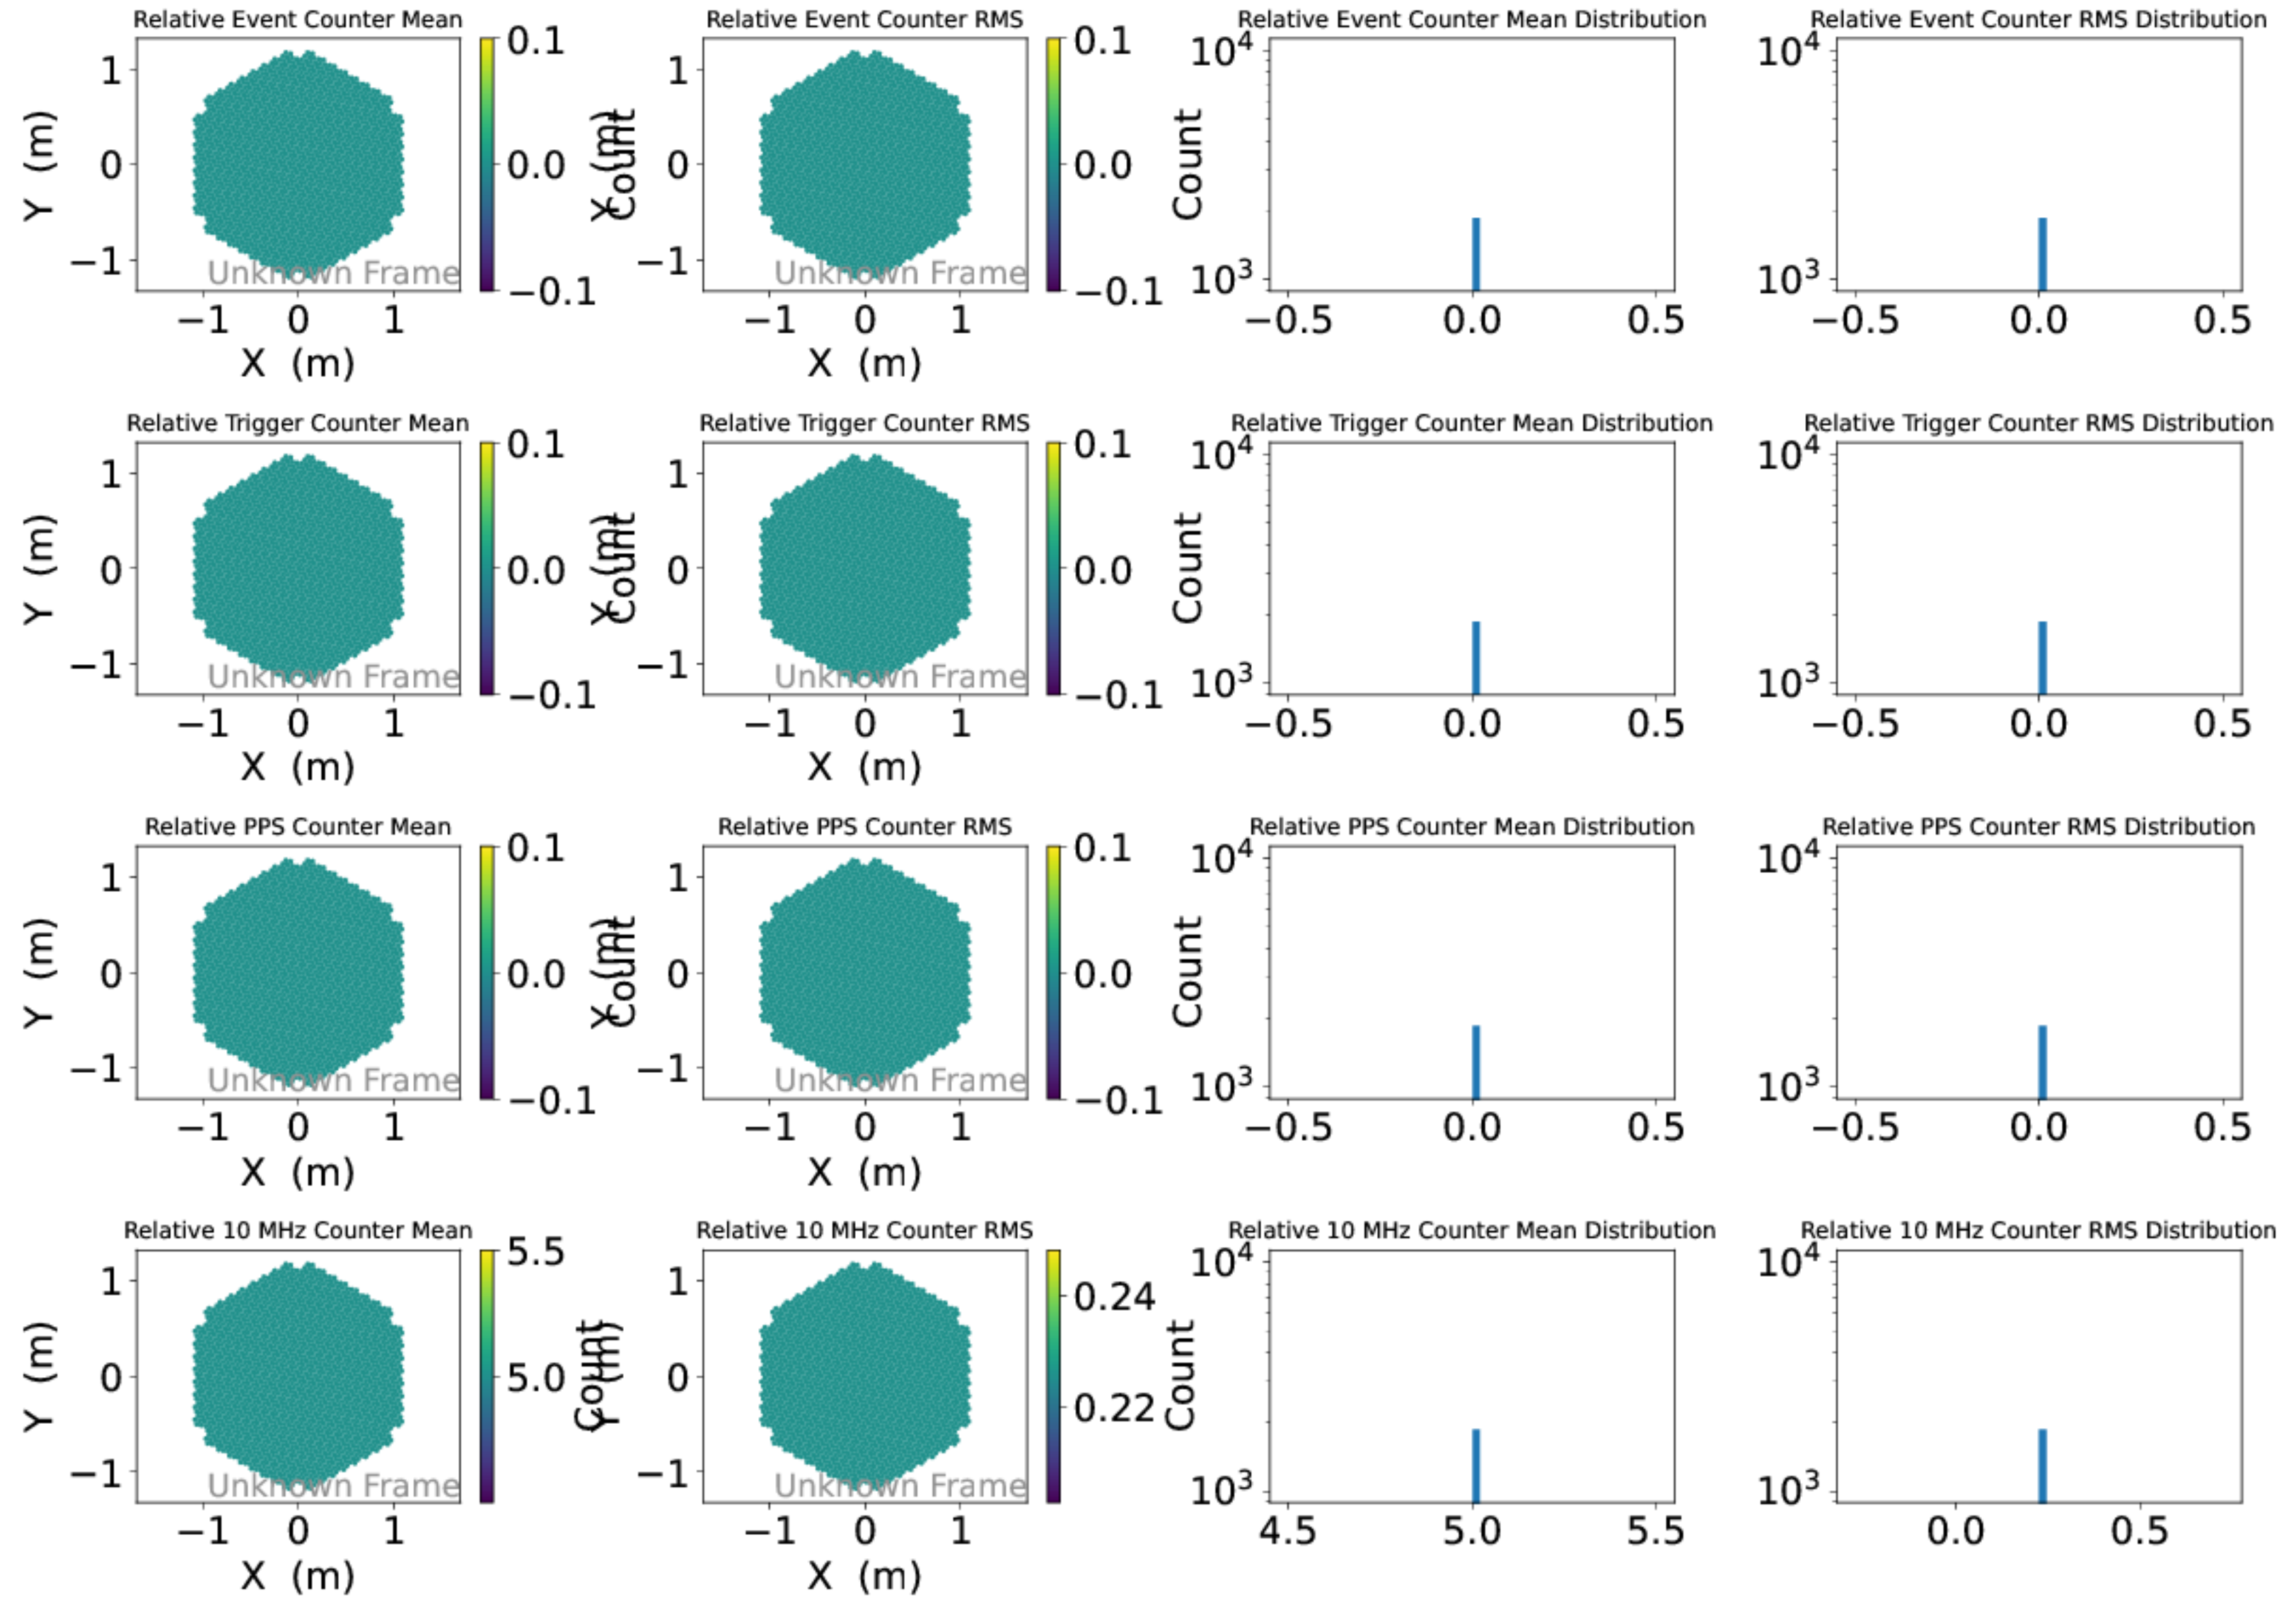 Relative Event Counter Mean
Relative Event Counter RMS
Relative Event Counter Mean Distribution
Relative Event Counter RMS Distribution
1
0
−1
Y (m)
−1 0 1
X (m)
Unknown Frame
0.1
0.0
−0.1
Count
1
0
−1
Y (m)
−1 0 1
X (m)
Unknown Frame
0.1
0.0
−0.1
Count
10⁴
10³
−0.5 0.0 0.5
10⁴
10³
−0.5 0.0 0.5
Relative Trigger Counter Mean
Relative Trigger Counter RMS
Relative Trigger Counter Mean Distribution
Relative Trigger Counter RMS Distribution
1
0
−1
Y (m)
−1 0 1
X (m)
Unknown Frame
0.1
0.0
−0.1
Count
1
0
−1
Y (m)
−1 0 1
X (m)
Unknown Frame
0.1
0.0
−0.1
Count
10⁴
10³
−0.5 0.0 0.5
10⁴
10³
−0.5 0.0 0.5
Relative PPS Counter Mean
Relative PPS Counter RMS
Relative PPS Counter Mean Distribution
Relative PPS Counter RMS Distribution
1
0
−1
Y (m)
−1 0 1
X (m)
Unknown Frame
0.1
0.0
−0.1
Count
1
0
−1
Y (m)
−1 0 1
X (m)
Unknown Frame
0.1
0.0
−0.1
Count
10⁴
10³
−0.5 0.0 0.5
10⁴
10³
−0.5 0.0 0.5
Relative 10 MHz Counter Mean
Relative 10 MHz Counter RMS
Relative 10 MHz Counter Mean Distribution
Relative 10 MHz Counter RMS Distribution
1
0
−1
Y (m)
−1 0 1
X (m)
Unknown Frame
5.5
5.0
Count
1
0
−1
Y (m)
−1 0 1
X (m)
Unknown Frame
0.24
0.22
Count
10⁴
10³
4.5 5.0 5.5
10⁴
10³
0.0 0.5